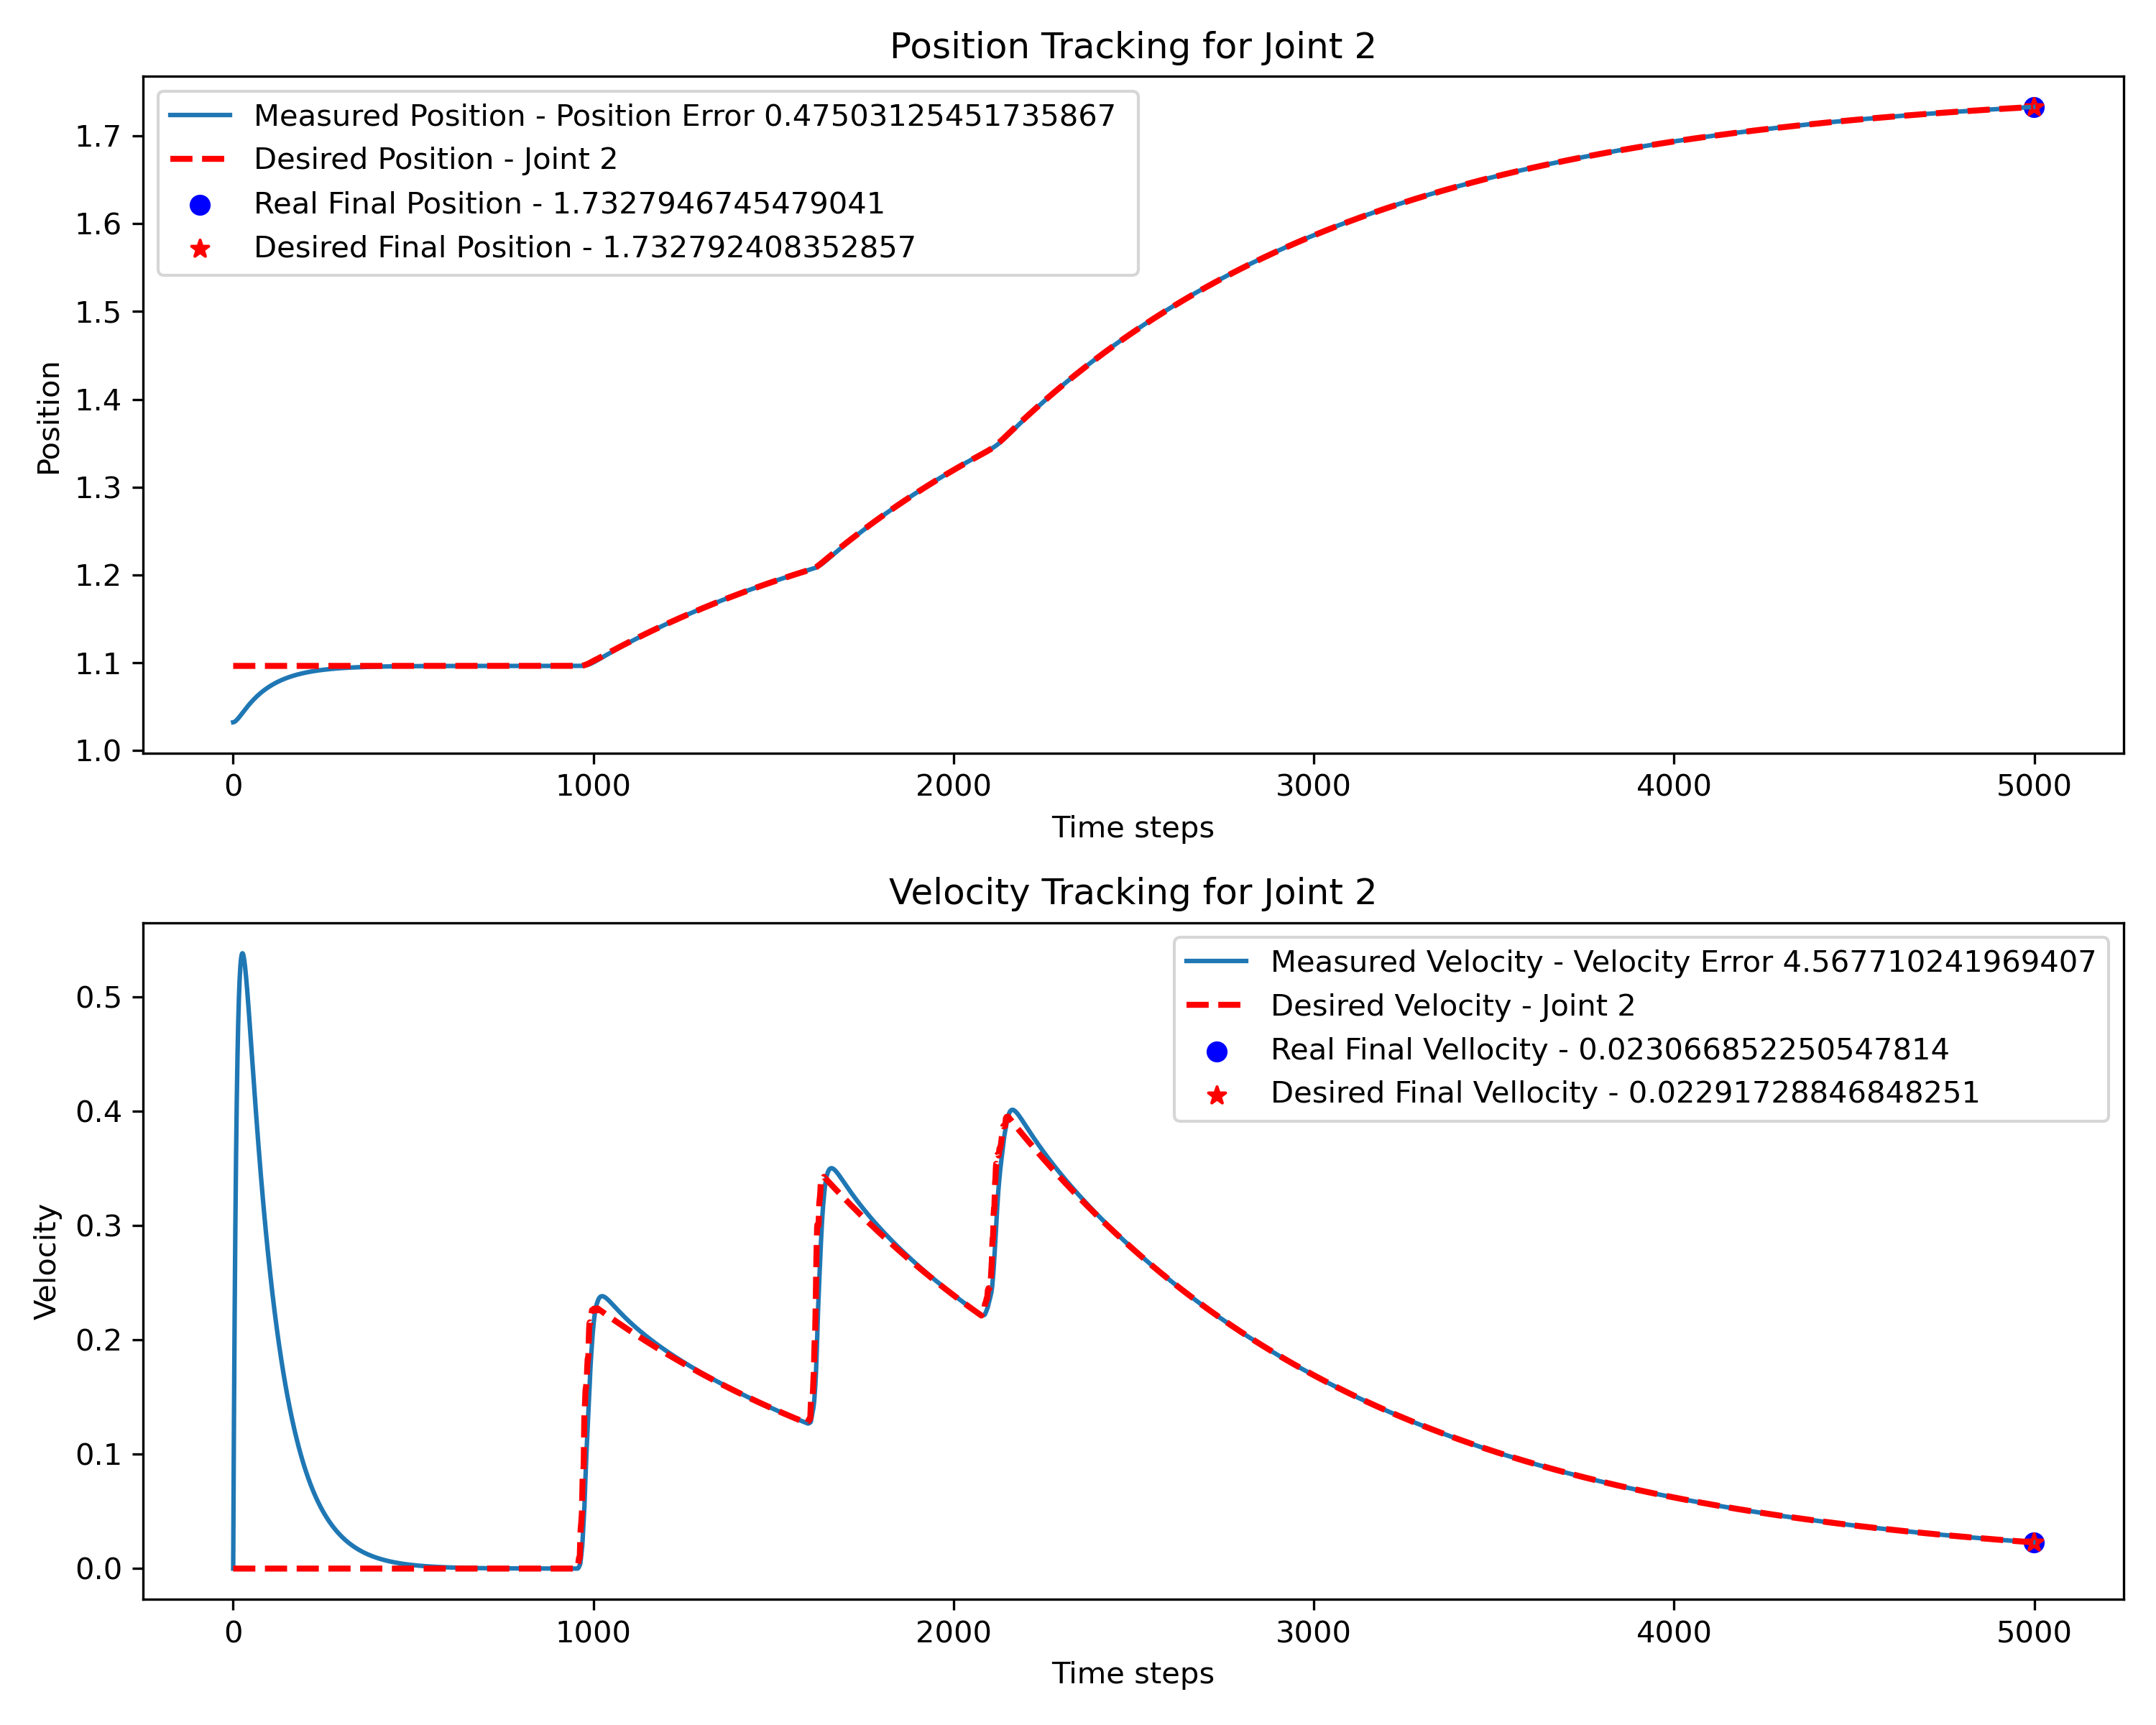 Position Tracking for Joint 2
Measured Position - Position Error 0.47503125451735867
Desired Position - Joint 2
Real Final Position - 1.7327946745479041
Desired Final Position - 1.732792408352857
1.7
1.6
1.5
1.4
1.3
1.2
1.1
1.0
Position
0 1000 2000 3000 4000 5000
Time steps
Velocity Tracking for Joint 2
Measured Velocity - Velocity Error 4.567710241969407
Desired Velocity - Joint 2
Real Final Vellocity - 0.023066852250547814
Desired Final Vellocity - 0.02291728846848251
0.5
0.4
0.3
0.2
0.1
0.0
Velocity
0 1000 2000 3000 4000 5000
Time steps